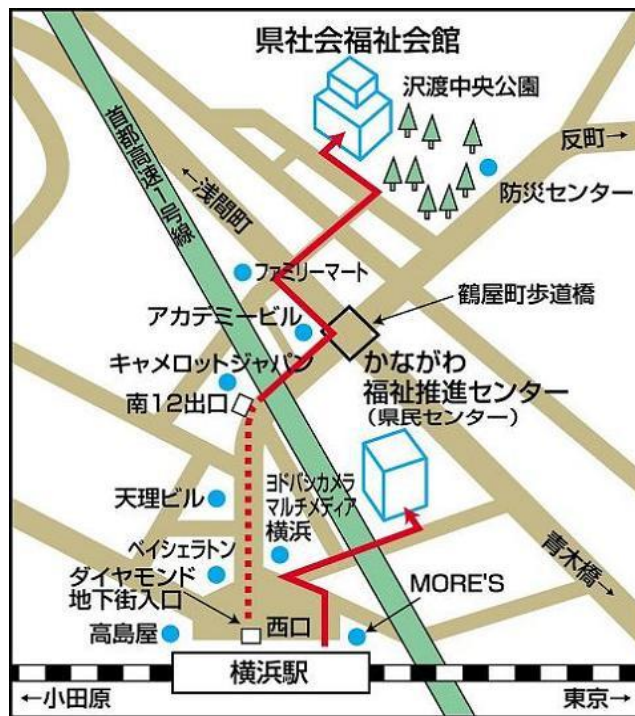 県社会福祉会館
沢渡中央公園
反町→
防災センター
首都高速1号線
←浅間町
ファミリーマート
鶴屋町歩道橋
アカデミービル
キャメロットジャパン
かながわ
福祉推進センター
(県民センター)
南12出口
ヨドバシカメラ
マルチメディア
横浜
天理ビル
ベイシェラトン
青木橋→
ダイヤモンド
地下街入口
MORE'S
高島屋
西口
横浜駅
←小田原
東京→